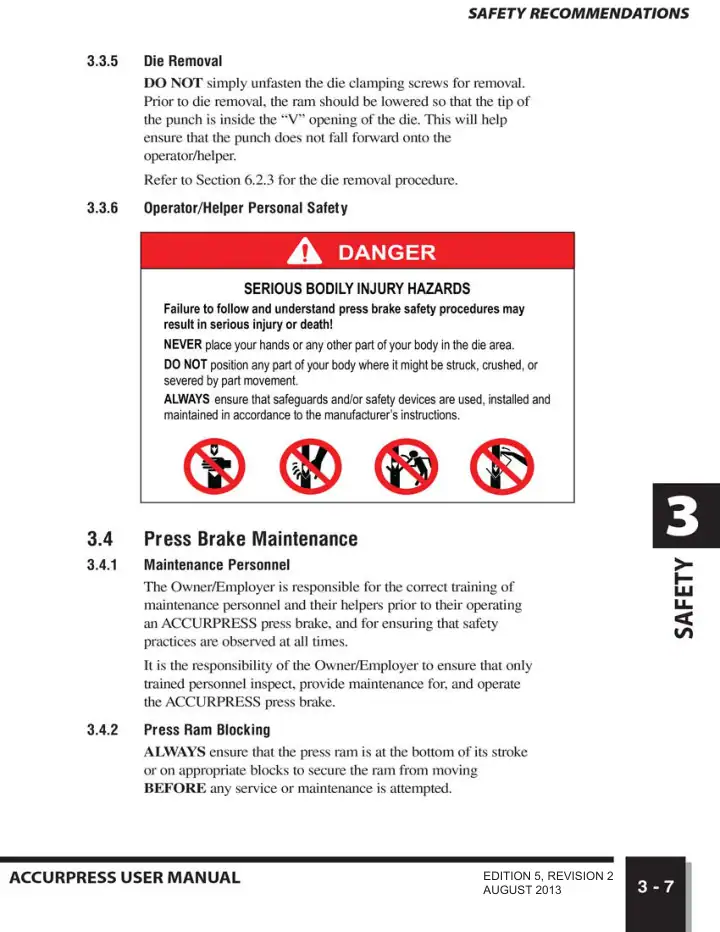 SAFETY RECOMMENDATIONS
3.3.5 Die Removal
DO NOT simply unfasten the die clamping screws for removal.
Prior to die removal, the ram should be lowered so that the tip of
the punch is inside the “V” opening of the die. This will help
ensure that the punch does not fall forward onto the
operator/helper.
Refer to Section 6.2.3 for the die removal procedure.
3.3.6 Operator/Helper Personal Safety
DANGER
SERIOUS BODILY INJURY HAZARDS
Failure to follow and understand press brake safety procedures may
result in serious injury or death!
NEVER place your hands or any other part of your body in the die area.
DO NOT position any part of your body where it might be struck, crushed, or
severed by part movement.
ALWAYS ensure that safeguards and/or safety devices are used, installed and
maintained in accordance to the manufacturer’s instructions.
3.4 Press Brake Maintenance
3.4.1 Maintenance Personnel
The Owner/Employer is responsible for the correct training of
maintenance personnel and their helpers prior to their operating
an ACCURPRESS press brake, and for ensuring that safety
practices are observed at all times.
It is the responsibility of the Owner/Employer to ensure that only
trained personnel inspect, provide maintenance for, and operate
the ACCURPRESS press brake.
3.4.2 Press Ram Blocking
ALWAYS ensure that the press ram is at the bottom of its stroke
or on appropriate blocks to secure the ram from moving
BEFORE any service or maintenance is attempted.
3
SAFETY
ACCURPRESS USER MANUAL
EDITION 5, REVISION 2
AUGUST 2013
3 - 7